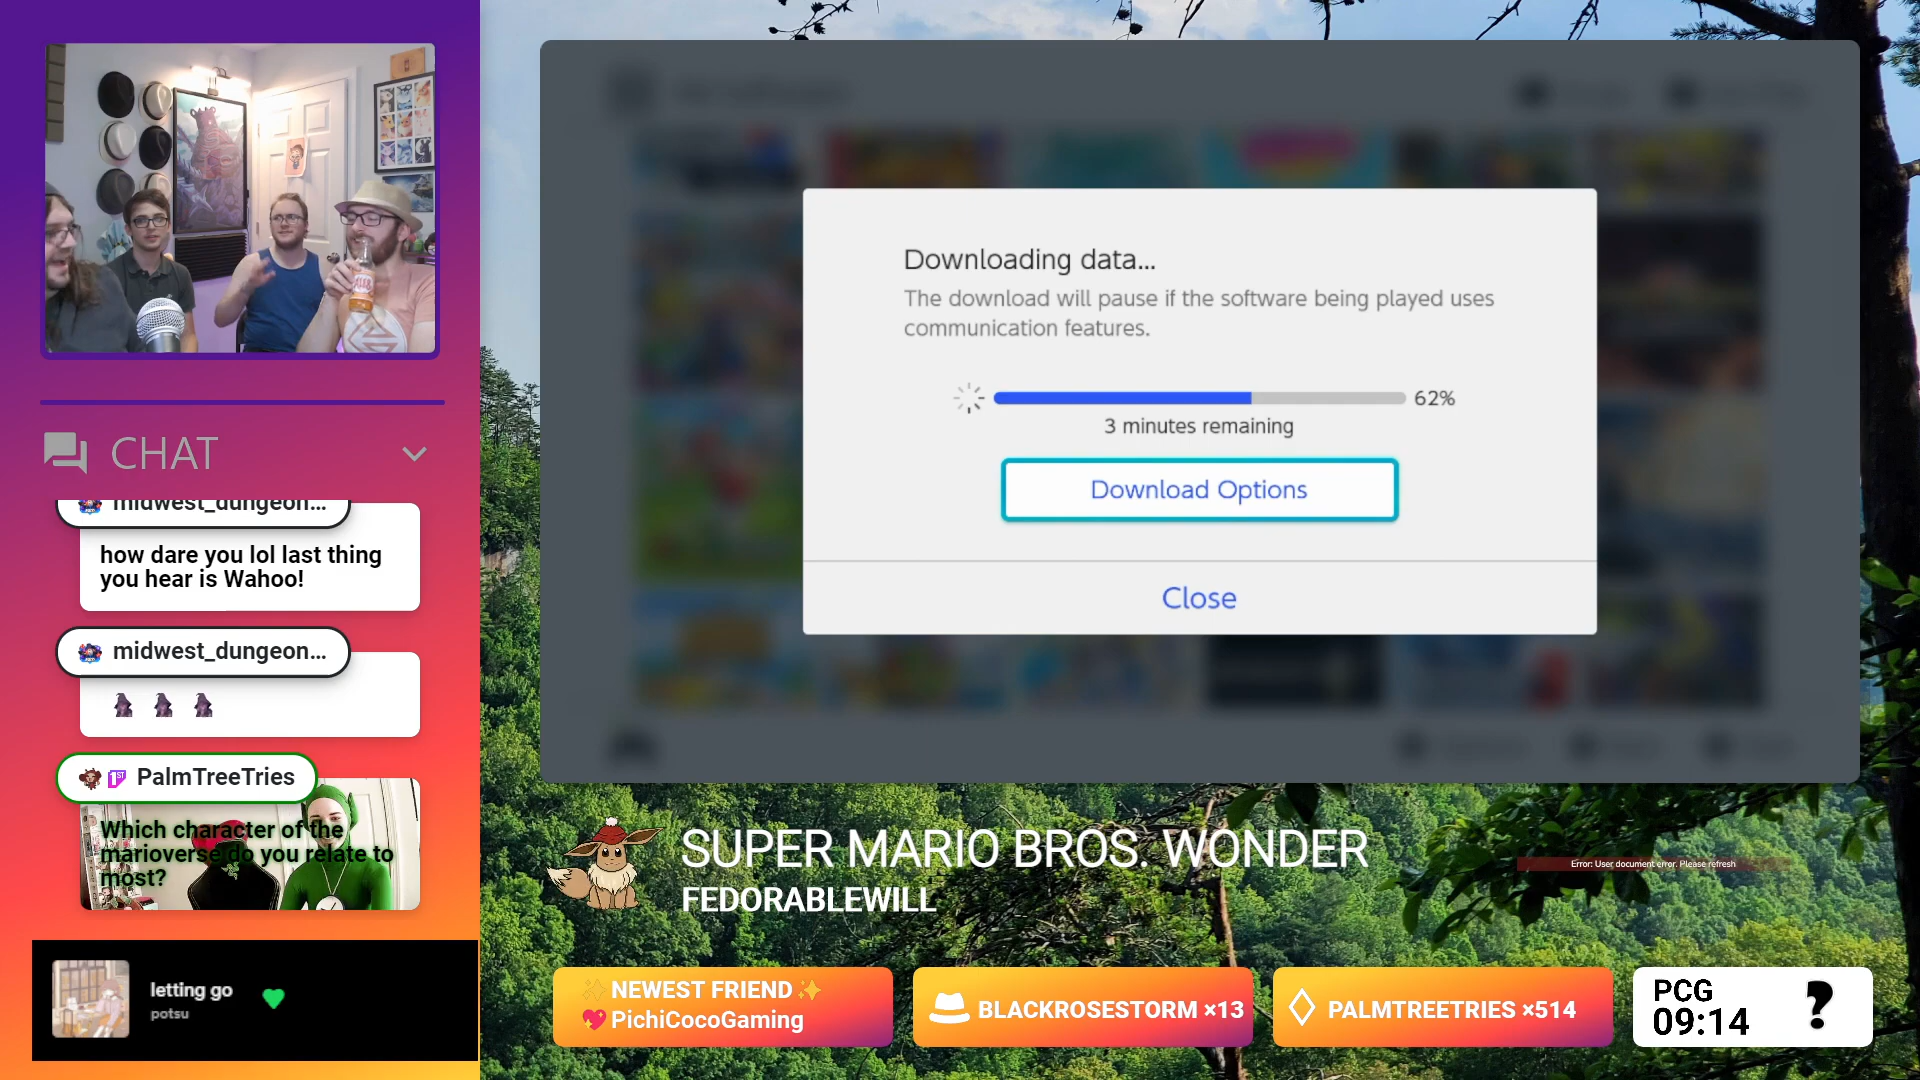 CHAT
midwest_dungeon...
how dare you lol last thing
you hear is Wahoo!
midwest_dungeon...
1ST PalmTreeTries
Which character of the
marioverse do you relate to
most?
letting go
potsu
Downloading data...
The download will pause if the software being played uses
communication features.
62%
3 minutes remaining
Download Options
Close
SUPER MARIO BROS. WONDER
FEDORABLEWILL
Error: User document error. Please refresh
NEWEST FRIEND
PichiCocoGaming
BLACKROSESTORM ×13
PALMTREETRIES ×514
PCG
09:14
?